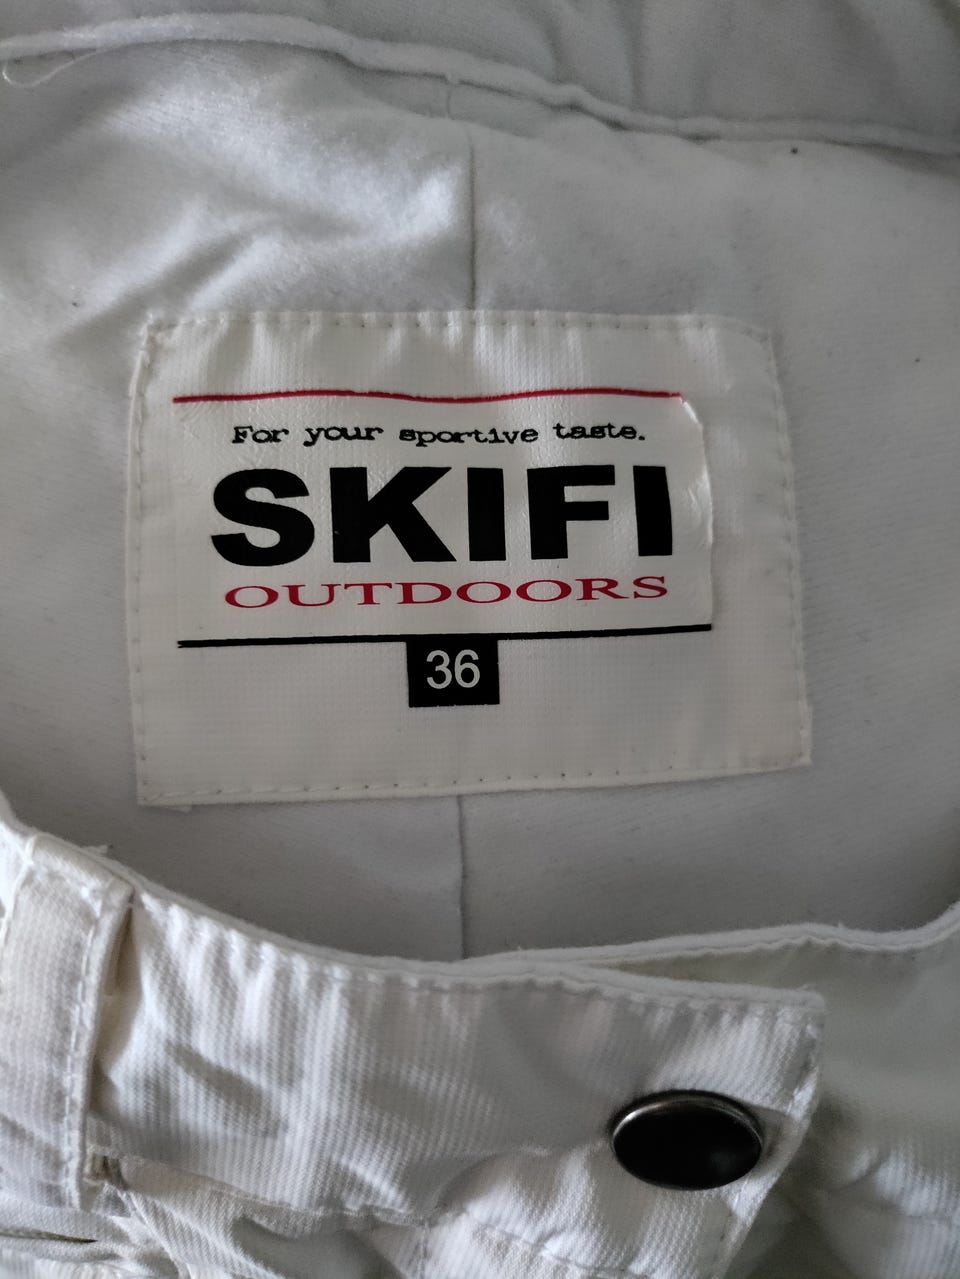 For your sportive taste.
SKIFI
OUTDOORS
36